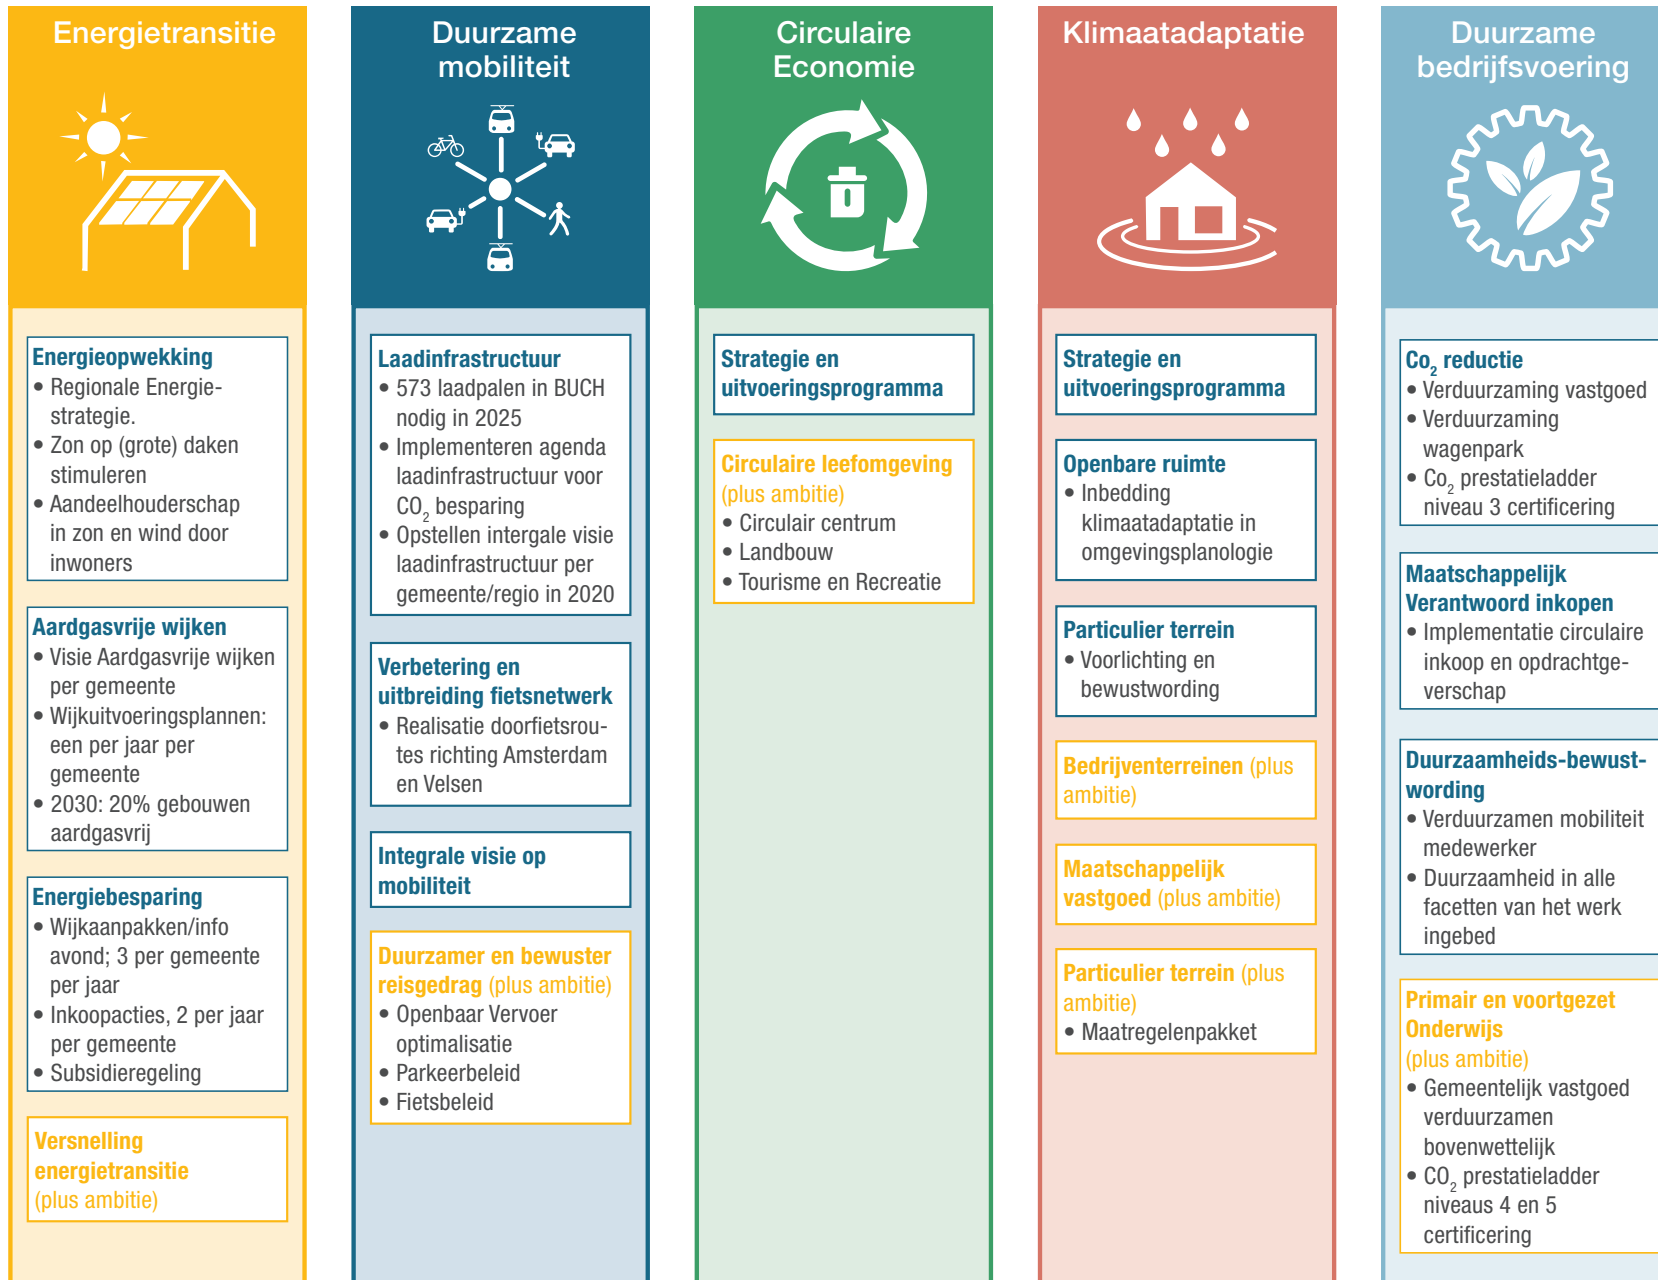 Energietransitie
Energieopwekking
• Regionale Energie-
strategie.
• Zon op (grote) daken
stimuleren
• Aandeelhouderschap
in zon en wind door
inwoners
Aardgasvrije wijken
• Visie Aardgasvrije wijken
per gemeente
• Wijkuitvoeringsplannen:
een per jaar per
gemeente
• 2030: 20% gebouwen
aardgasvrij
Energiebesparing
• Wijkaanpakken/info
avond; 3 per gemeente
per jaar
• Inkoopacties, 2 per jaar
per gemeente
• Subsidieregeling
Versnelling
energietransitie
(plus ambitie)
Duurzame
mobiliteit
Laadinfrastructuur
• 573 laadpalen in BUCH
nodig in 2025
• Implementeren agenda
laadinfrastructuur voor
CO₂ besparing
• Opstellen intergale visie
laadinfrastructuur per
gemeente/regio in 2020
Verbetering en
uitbreiding fietsnetwerk
• Realisatie doorfietsrou-
tes richting Amsterdam
en Velsen
Integrale visie op
mobiliteit
Duurzamer en bewuster
reisgedrag (plus ambitie)
• Openbaar Vervoer
optimalisatie
• Parkeerbeleid
• Fietsbeleid
Circulaire
Economie
Strategie en
uitvoeringsprogramma
Circulaire leefomgeving
(plus ambitie)
• Circulair centrum
• Landbouw
• Tourisme en Recreatie
Klimaatadaptatie
Strategie en
uitvoeringsprogramma
Openbare ruimte
• Inbedding
klimaatadaptatie in
omgevingsplanologie
Particulier terrein
• Voorlichting en
bewustwording
Bedrijventerreinen (plus
ambitie)
Maatschappelijk
vastgoed (plus ambitie)
Particulier terrein (plus
ambitie)
• Maatregelenpakket
Duurzame
bedrijfsvoering
Co₂ reductie
• Verduurzaming vastgoed
• Verduurzaming
wagenpark
• Co₂ prestatieladder
niveau 3 certificering
Maatschappelijk
Verantwoord inkopen
• Implementatie circulaire
inkoop en opdrachtge-
verschap
Duurzaamheids-bewust-
wording
• Verduurzamen mobiliteit
medewerker
• Duurzaamheid in alle
facetten van het werk
ingebed
Primair en voortgezet
Onderwijs
(plus ambitie)
• Gemeentelijk vastgoed
verduurzamen
bovenwettelijk
• CO₂ prestatieladder
niveaus 4 en 5
certificering